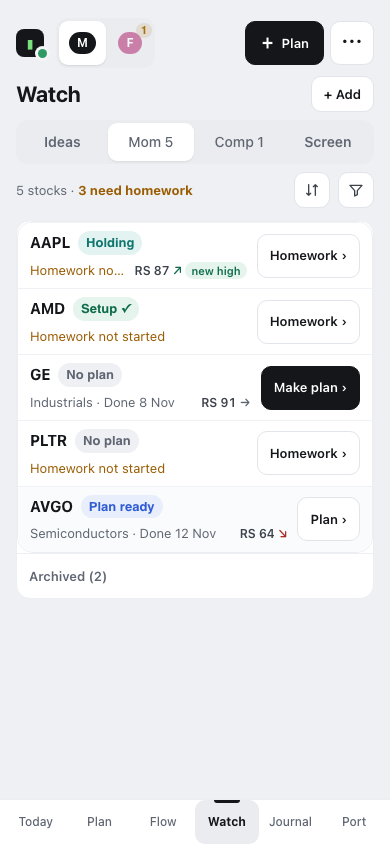 M
F
1
+ Plan
...
Watch
+ Add
Ideas
Mom 5
Comp 1
Screen
5 stocks · 3 need homework
AAPL Holding
Homework no... RS 87 ↗ new high
Homework ›
AMD Setup ✓
Homework not started
Homework ›
GE No plan
Industrials · Done 8 Nov RS 91 →
Make plan ›
PLTR No plan
Homework not started
Homework ›
AVGO Plan ready
Semiconductors · Done 12 Nov RS 64 ↘
Plan ›
Archived (2)
Today
Plan
Flow
Watch
Journal
Port